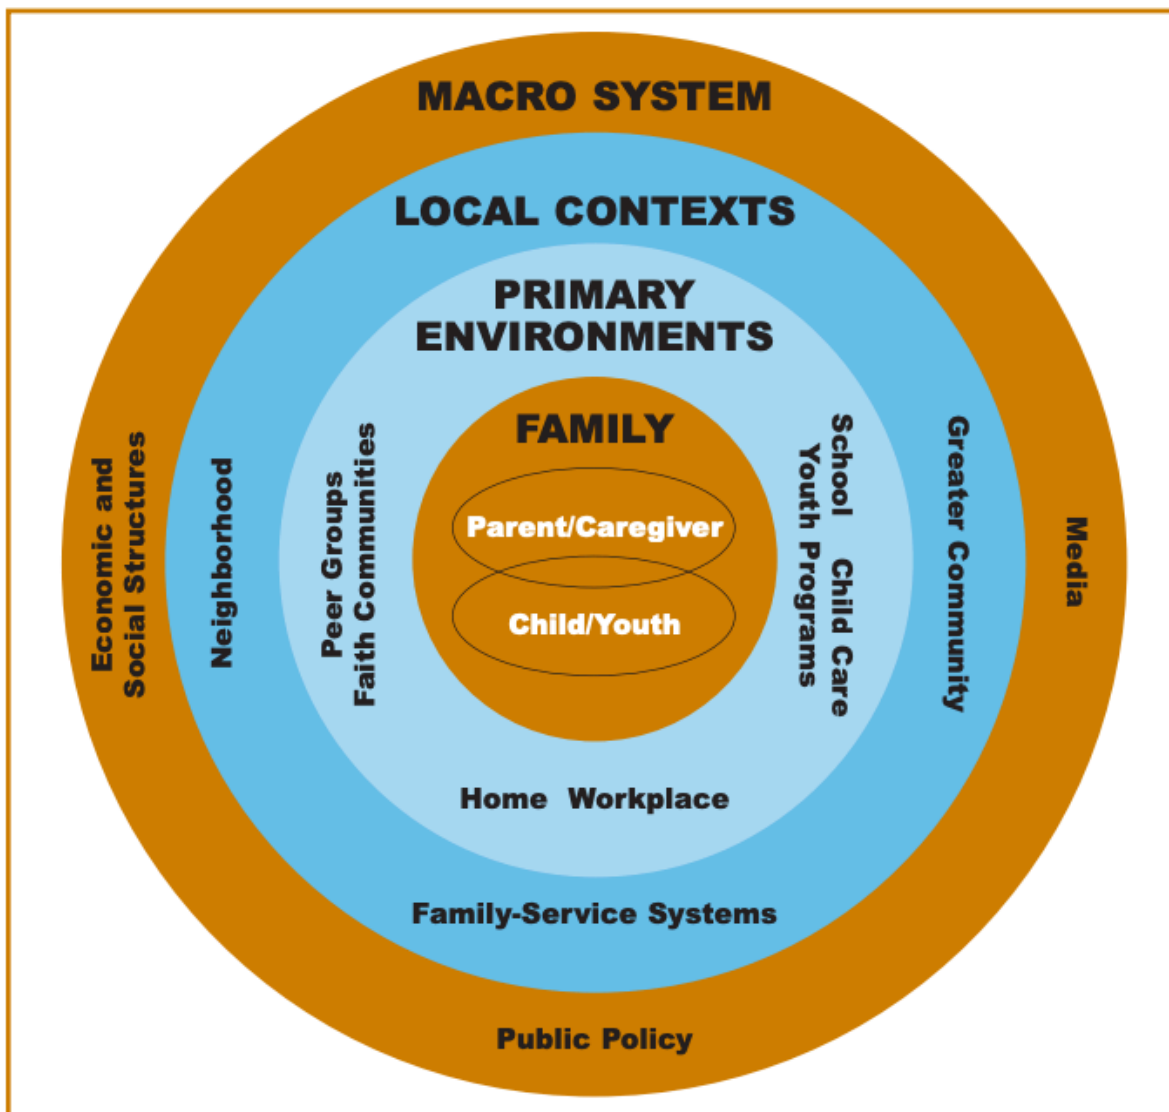 MACRO SYSTEM
LOCAL CONTEXTS
PRIMARY
ENVIRONMENTS
FAMILY
Parent/Caregiver
Child/Youth
Economic and
Social Structures
Neighborhood
Peer Groups
Faith Communities
School Child Care
Youth Programs
Greater Community
Media
Home Workplace
Family-Service Systems
Public Policy